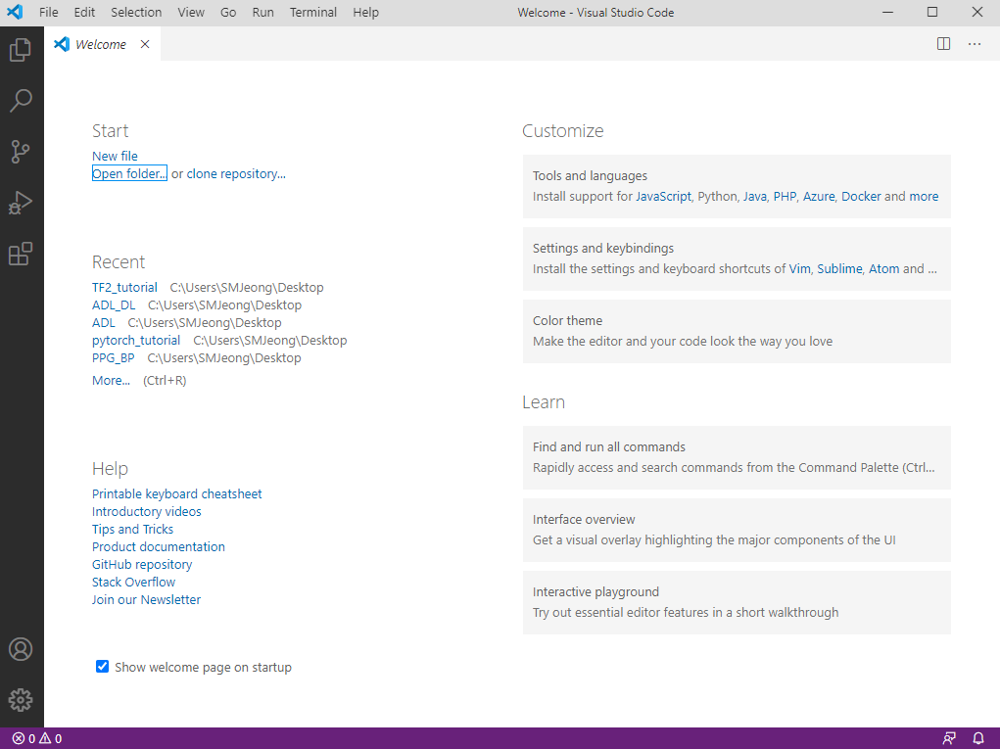 File Edit Selection View Go Run Terminal Help Welcome - Visual Studio Code
Welcome
Start
New file
Open folder... or clone repository...
Recent
TF2_tutorial C:\Users\SMJeong\Desktop
ADL_DL C:\Users\SMJeong\Desktop
ADL C:\Users\SMJeong\Desktop
pytorch_tutorial C:\Users\SMJeong\Desktop
PPG_BP C:\Users\SMJeong\Desktop
More... (Ctrl+R)
Help
Printable keyboard cheatsheet
Introductory videos
Tips and Tricks
Product documentation
GitHub repository
Stack Overflow
Join our Newsletter
Show welcome page on startup
Customize
Tools and languages
Install support for JavaScript, Python, Java, PHP, Azure, Docker and more
Settings and keybindings
Install the settings and keyboard shortcuts of Vim, Sublime, Atom and ...
Color theme
Make the editor and your code look the way you love
Learn
Find and run all commands
Rapidly access and search commands from the Command Palette (Ctrl...
Interface overview
Get a visual overlay highlighting the major components of the UI
Interactive playground
Try out essential editor features in a short walkthrough
0 0